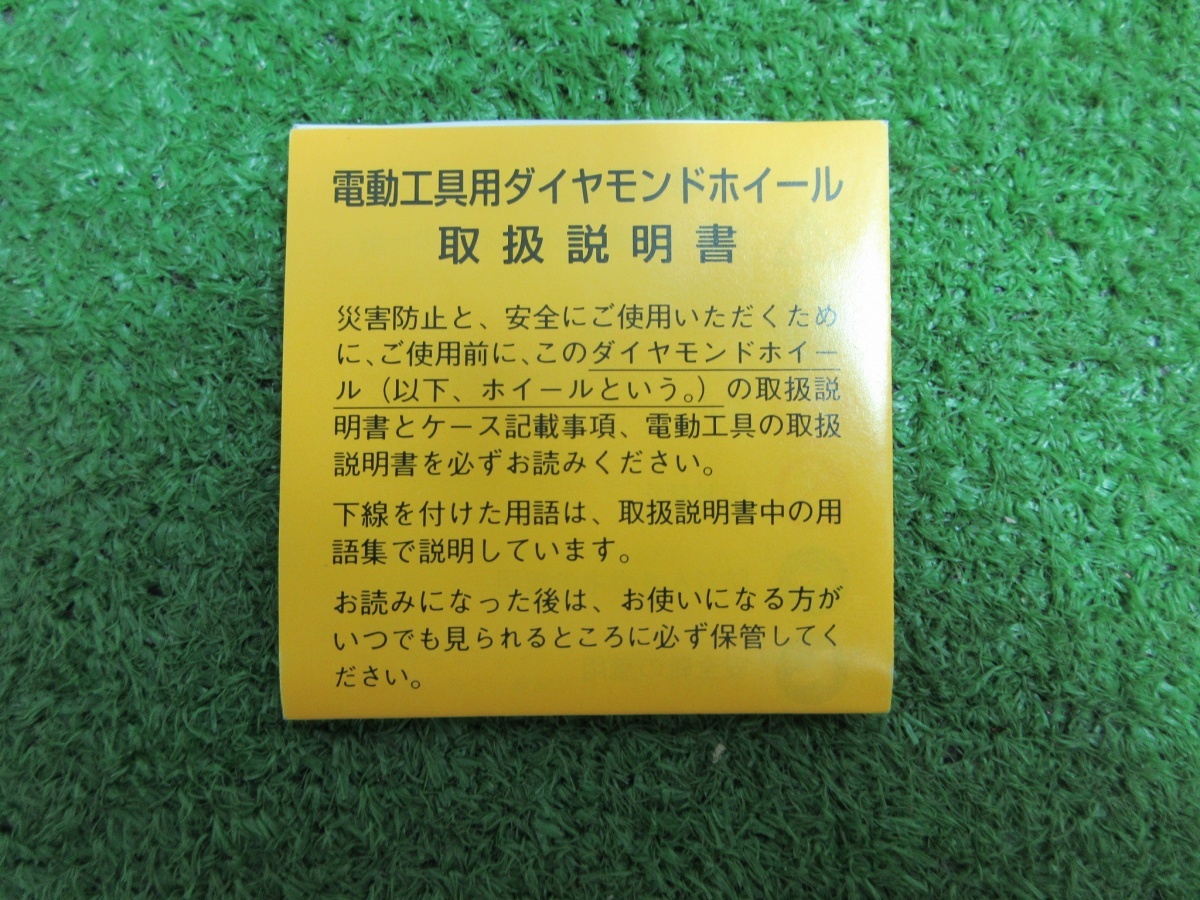 電動工具用ダイヤモンドホイール
取扱説明書
災害防止と、安全にご使用いただくため
に、ご使用前に、このダイヤモンドホイー
ル（以下、ホイールという。）の取扱説
明書とケース記載事項、電動工具の取扱
説明書を必ずお読みください。
下線を付けた用語は、取扱説明書中の用
語集で説明しています。
お読みになった後は、お使いになる方が
いつでも見られるところに必ず保管してく
ださい。